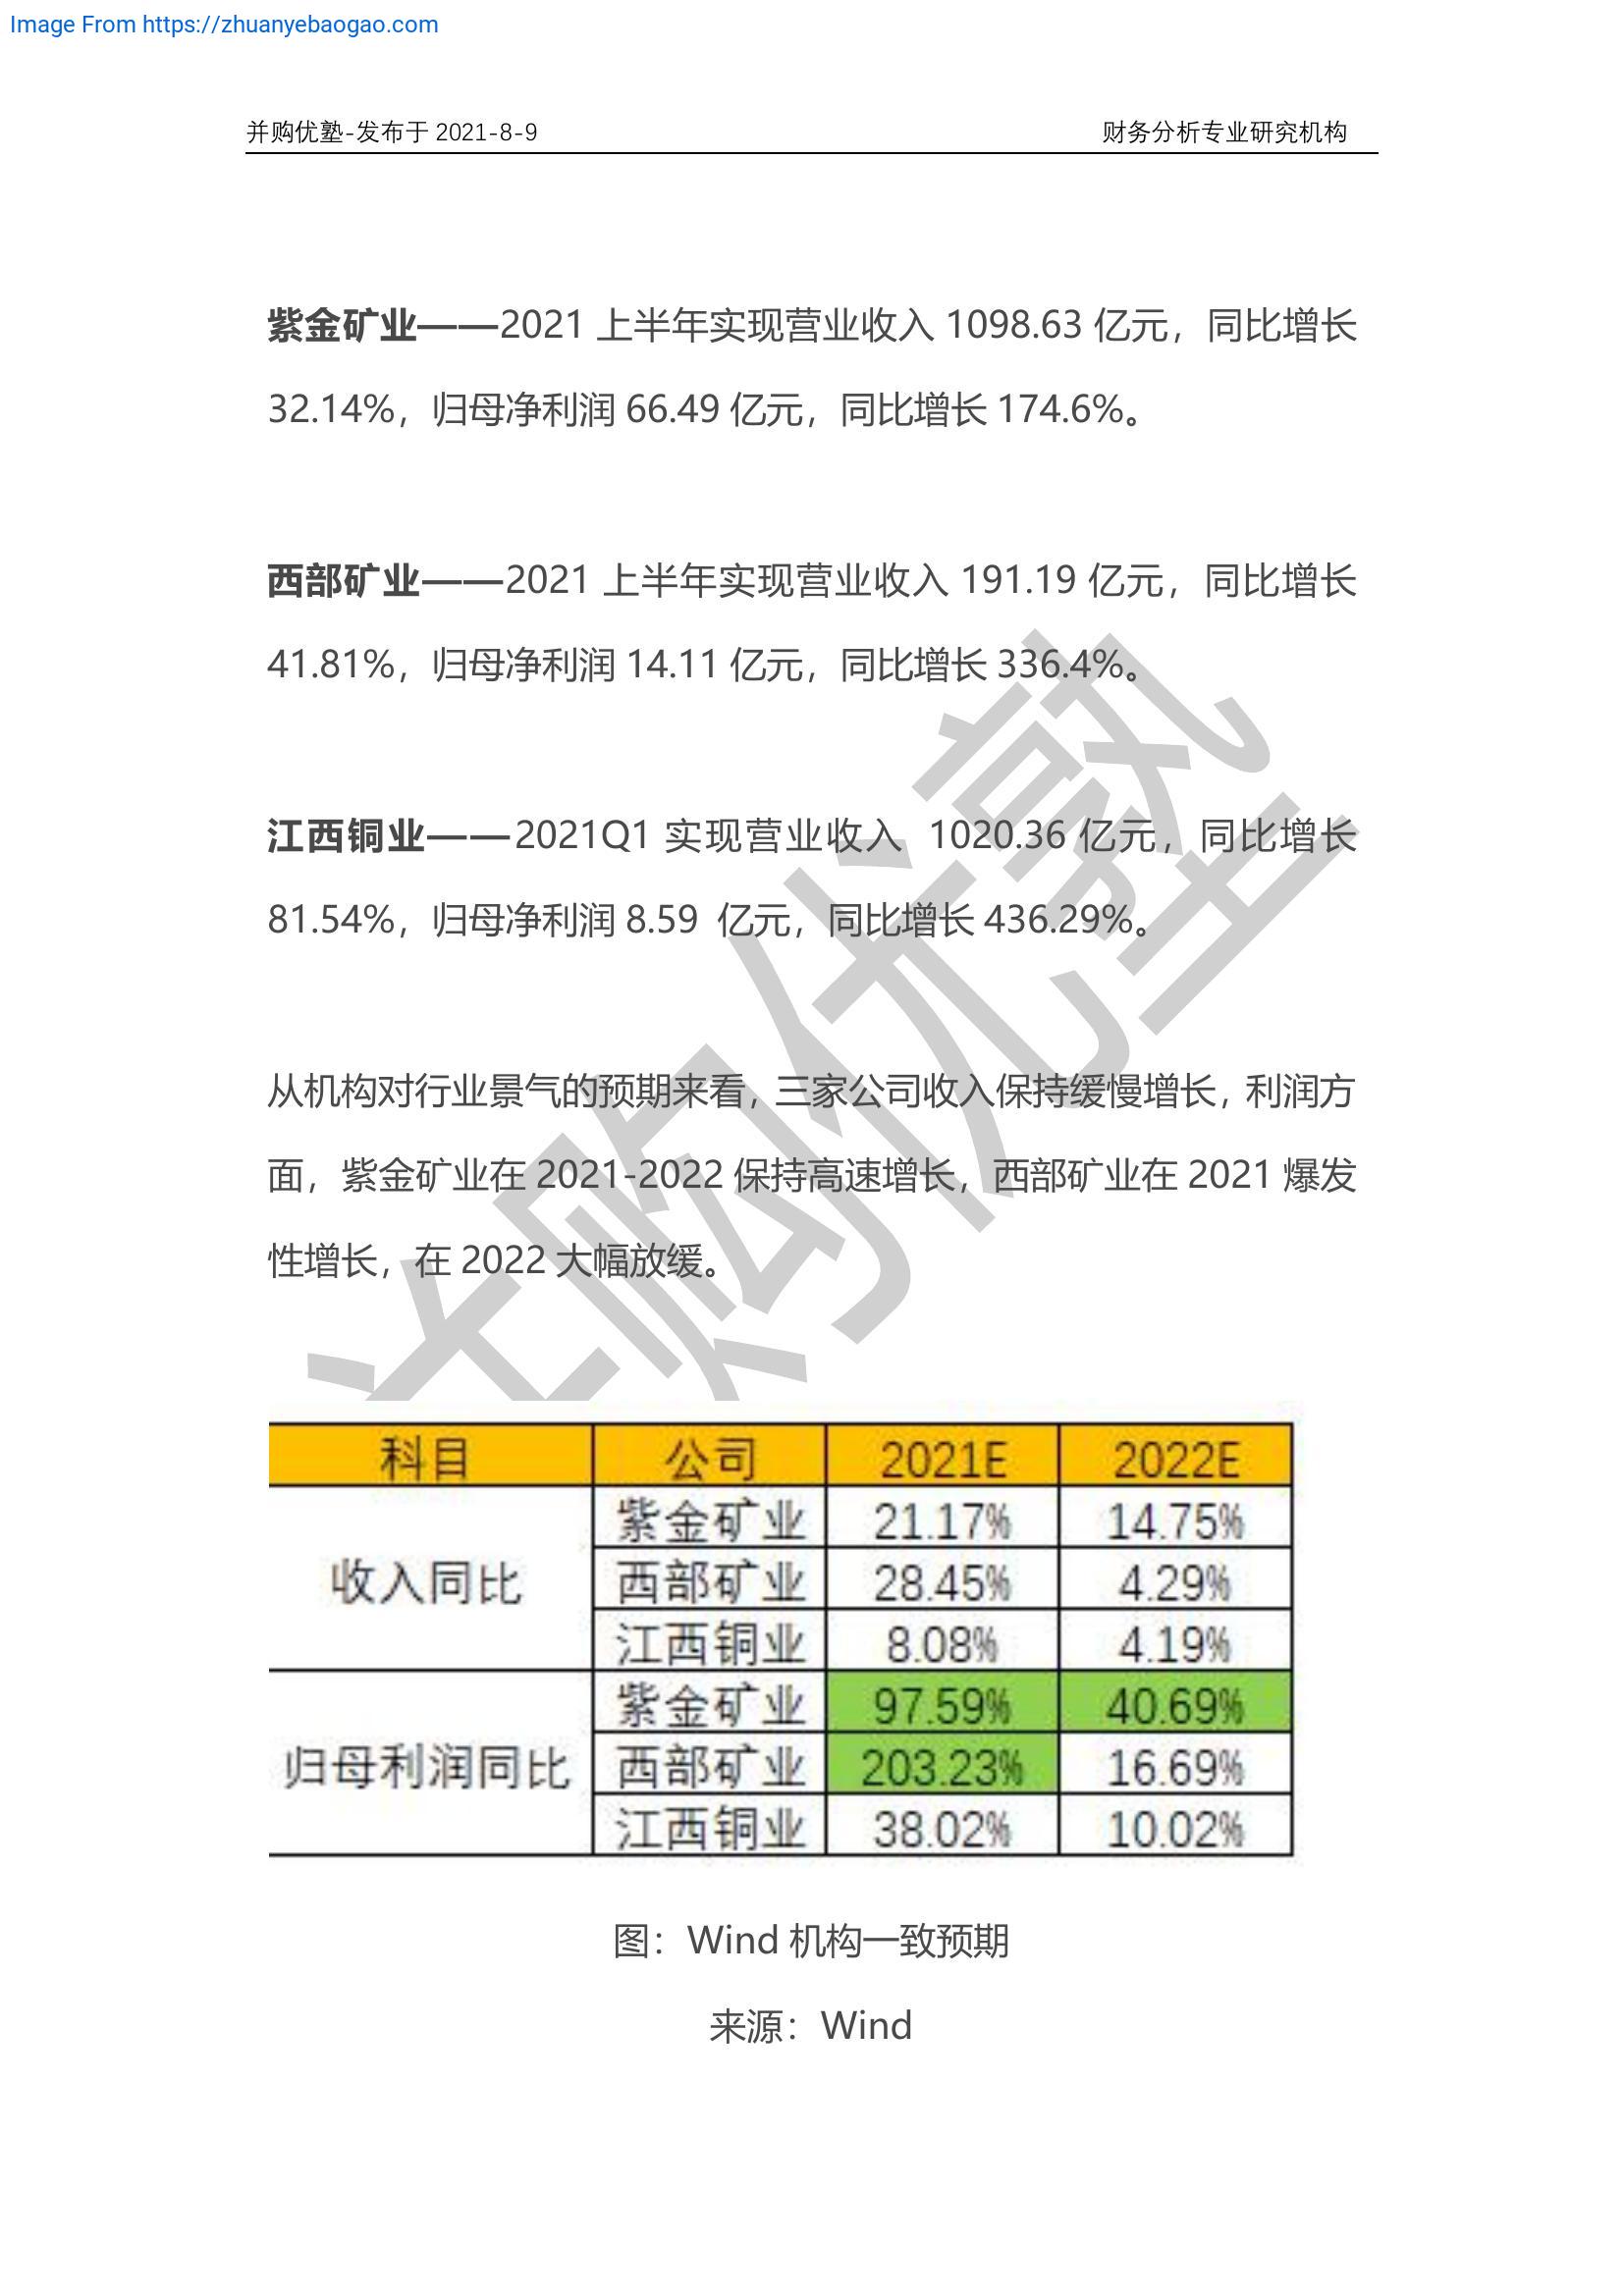 Image From https://zhuanyebaogao.com
并购优塾-发布于 2021-8-9 财务分析专业研究机构
紫金矿业——2021 上半年实现营业收入 1098.63 亿元，同比增长
32.14%，归母净利润 66.49 亿元，同比增长 174.6%。
西部矿业——2021 上半年实现营业收入 191.19 亿元，同比增长
41.81%，归母净利润 14.11 亿元，同比增长 336.4%。
江西铜业——2021Q1 实现营业收入 1020.36 亿元，同比增长
81.54%，归母净利润 8.59 亿元，同比增长 436.29%。
从机构对行业景气的预期来看，三家公司收入保持缓慢增长，利润方
面，紫金矿业在 2021-2022 保持高速增长，西部矿业在 2021 爆发
性增长，在 2022 大幅放缓。
并购优塾
科目 公司 2021E 2022E
收入同比 紫金矿业 21.17% 14.75%
西部矿业 28.45% 4.29%
江西铜业 8.08% 4.19%
归母利润同比 紫金矿业 97.59% 40.69%
西部矿业 203.23% 16.69%
江西铜业 38.02% 10.02%
图：Wind 机构一致预期
来源：Wind